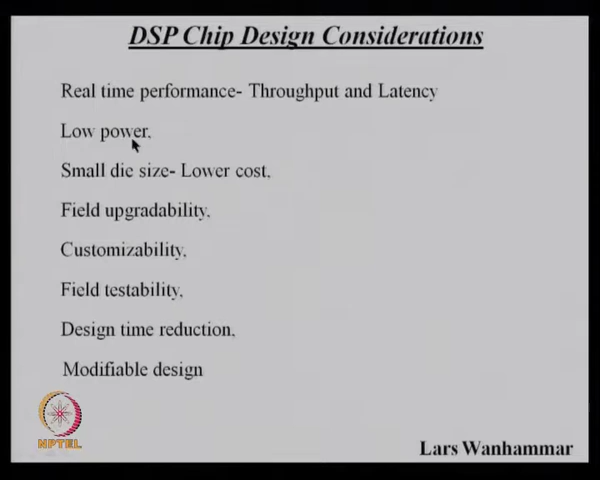 DSP Chip Design Considerations
Real time performance- Throughput and Latency
Low power,
Small die size- Lower cost,
Field upgradability,
Customizability,
Field testability,
Design time reduction,
Modifiable design
NPTEL
Lars Wanhammar